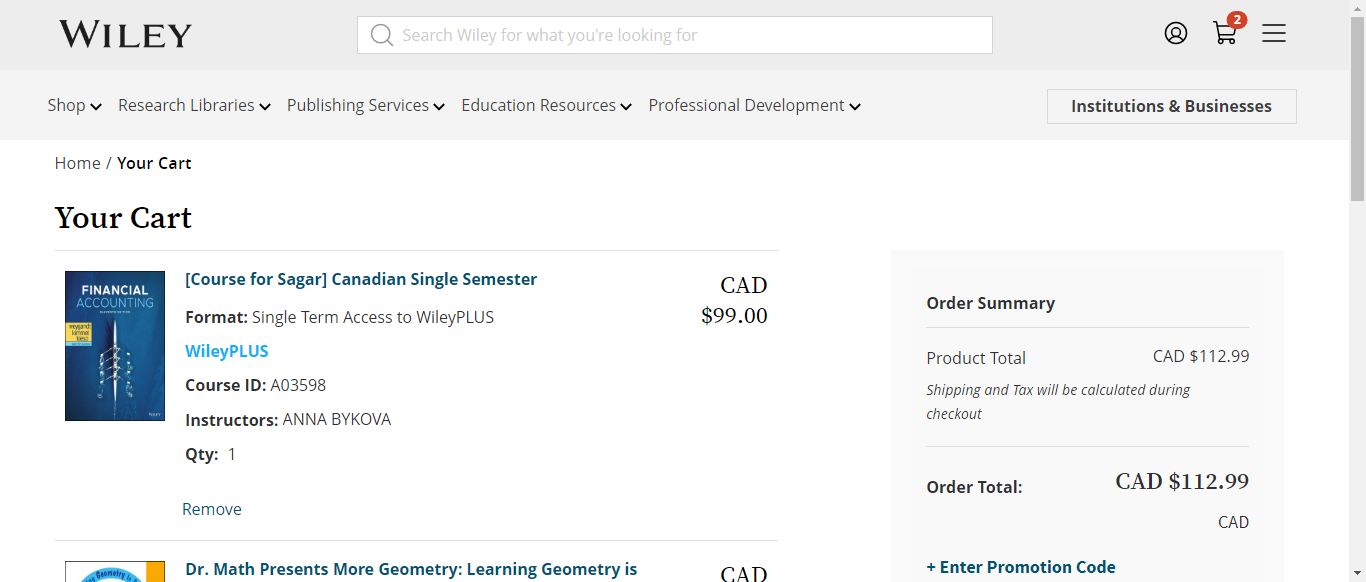 WILEY
Search Wiley for what you're looking for
2
Shop
Research Libraries
Publishing Services
Education Resources
Professional Development
Institutions & Businesses
Home / Your Cart
Your Cart
FINANCIAL
ACCOUNTING
weygandt
kimmel
kieso
WILEY
[Course for Sagar] Canadian Single Semester
Format: Single Term Access to WileyPLUS
WileyPLUS
Course ID: A03598
Instructors: ANNA BYKOVA
Qty: 1
Remove
CAD
$99.00
Dr. Math Presents More Geometry: Learning Geometry is
CAD
Order Summary
Product Total
CAD $112.99
Shipping and Tax will be calculated during
checkout
Order Total:
CAD $112.99
CAD
+ Enter Promotion Code